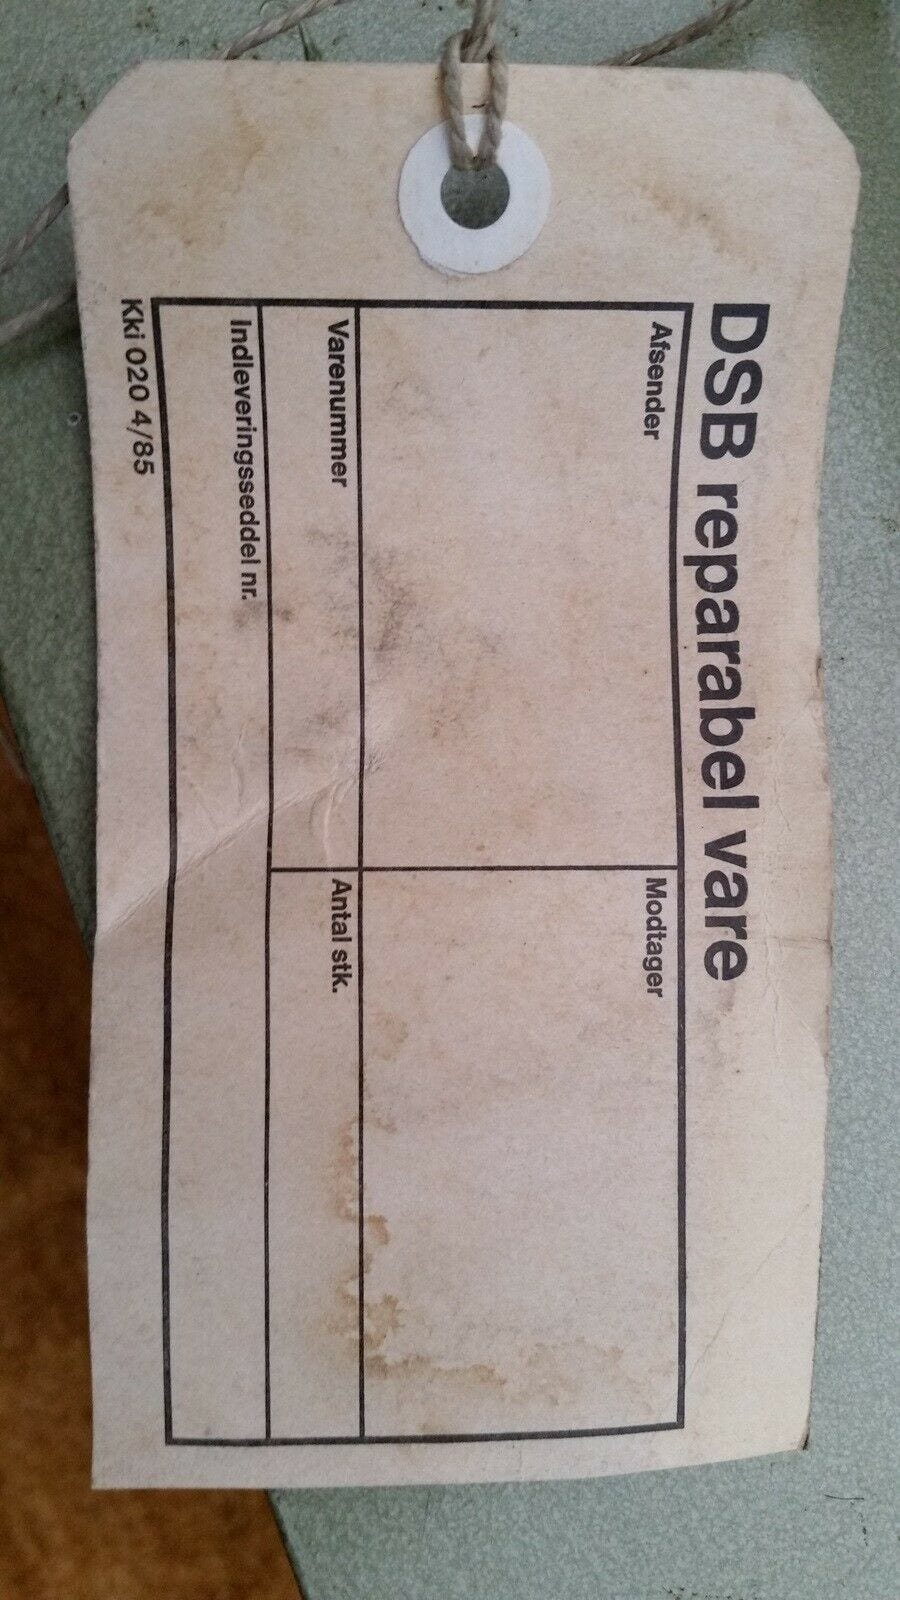 DSB reparabel vare
Afsender
Modtager
Varenummer
Antal stk.
Indleveringsseddel nr.
Kki 020 4/85